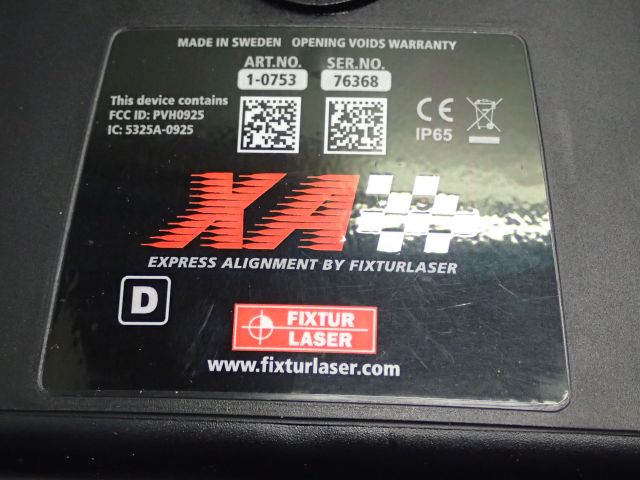 MADE IN SWEDEN OPENING VOIDS WARRANTY
ART.NO. SER.NO.
1-0753 76368
This device contains
FCC ID: PVH0925
IC: 5325A-0925
CE
IP65
XA
EXPRESS ALIGNMENT BY FIXTURLASER
D
FIXTUR
LASER
www.fixturlaser.com